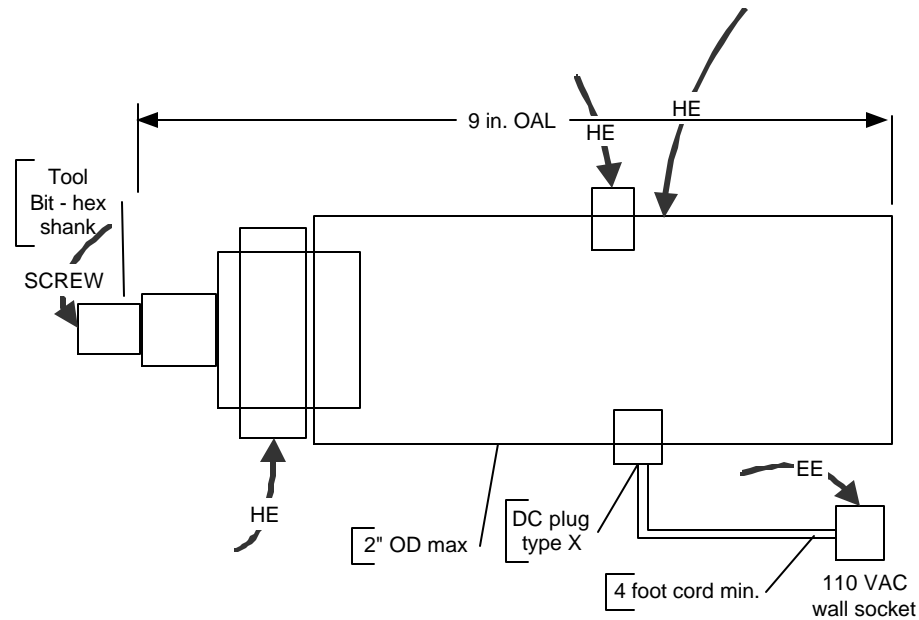 9 in. OAL
HE
HE
Tool
Bit - hex
shank
SCREW
HE
2" OD max
DC plug
type X
EE
4 foot cord min.
110 VAC
wall socket